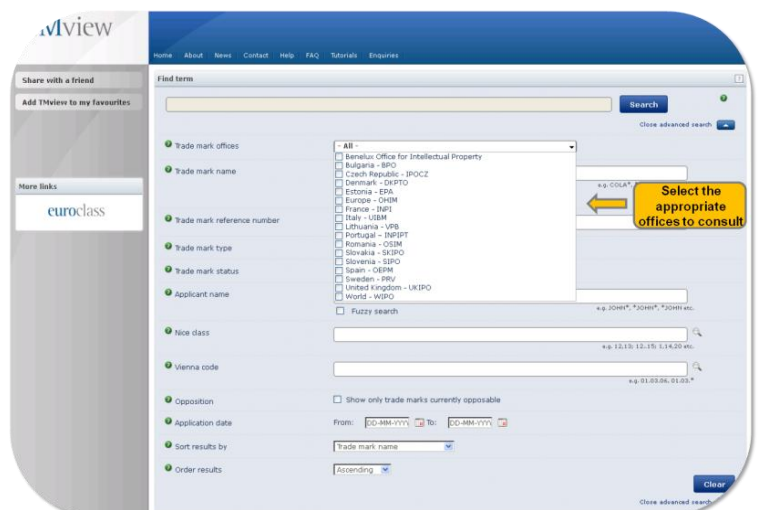 TMview
Home About News Contact Help FAQ Tutorials Enquiries
Share with a friend
Add TMview to my favourites
More links
euroclass
Find term
Search
Close advanced search
Trade mark offices
- All -
Benelux Office for Intellectual Property
Bulgaria - BPO
Czech Republic - IPOCZ
Denmark - DKPTO
Estonia - EPA
Europe - OHIM
France - INPI
Italy - UIBM
Lithuania - VPB
Portugal - INPIPT
Romania - OSIM
Slovakia - SKIPO
Slovenia - SIPO
Spain - OEPM
Sweden - PRV
United Kingdom - UKIPO
World - WIPO
Trade mark name
e.g. COLA*,
Select the
appropriate
offices to consult
Trade mark reference number
Trade mark type
Trade mark status
Applicant name
Fuzzy search
e.g. JOHN*, *JOHN*, *JOHN etc.
Nice class
e.g. 12,13; 12..15; 1,14,20 etc.
Vienna code
e.g. 01.03.06, 01.03.*
Opposition
Show only trade marks currently opposable
Application date
From: DD-MM-YYYY To: DD-MM-YYYY
Sort results by
Trade mark name
Order results
Ascending
Clear
Close advanced search